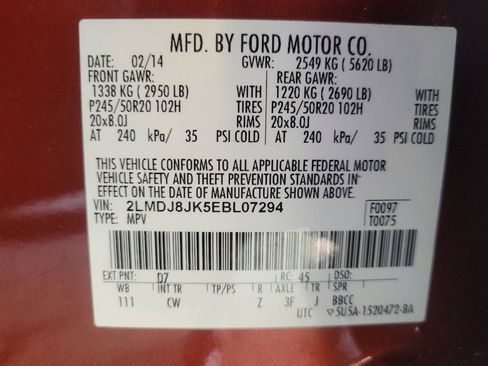 MFD. BY FORD MOTOR CO.
DATE: 02/14 GVWR: 2549 KG ( 5620 LB)
FRONT GAWR: REAR GAWR:
1338 KG ( 2950 LB) WITH 1220 KG ( 2690 LB) WITH
P245/50R20 102H TIRES P245/50R20 102H TIRES
20x8.0J RIMS 20x8.0J RIMS
AT 240 kPa/ 35 PSI COLD AT 240 kPa/ 35 PSI COLD
THIS VEHICLE CONFORMS TO ALL APPLICABLE FEDERAL MOTOR
VEHICLE SAFETY AND THEFT PREVENTION STANDARDS IN
EFFECT ON THE DATE OF MANUFACTURE SHOWN ABOVE.
VIN: 2LMDJ8JK5EBL07294 F0097
TYPE: MPV T0075
EXT PNT: D7 RC: 45 DSO:
WB INT TR TP/PS R AXLE TR SPR
111 CW Z 3F J BBCC
UTC 5U5A-1520472-BA